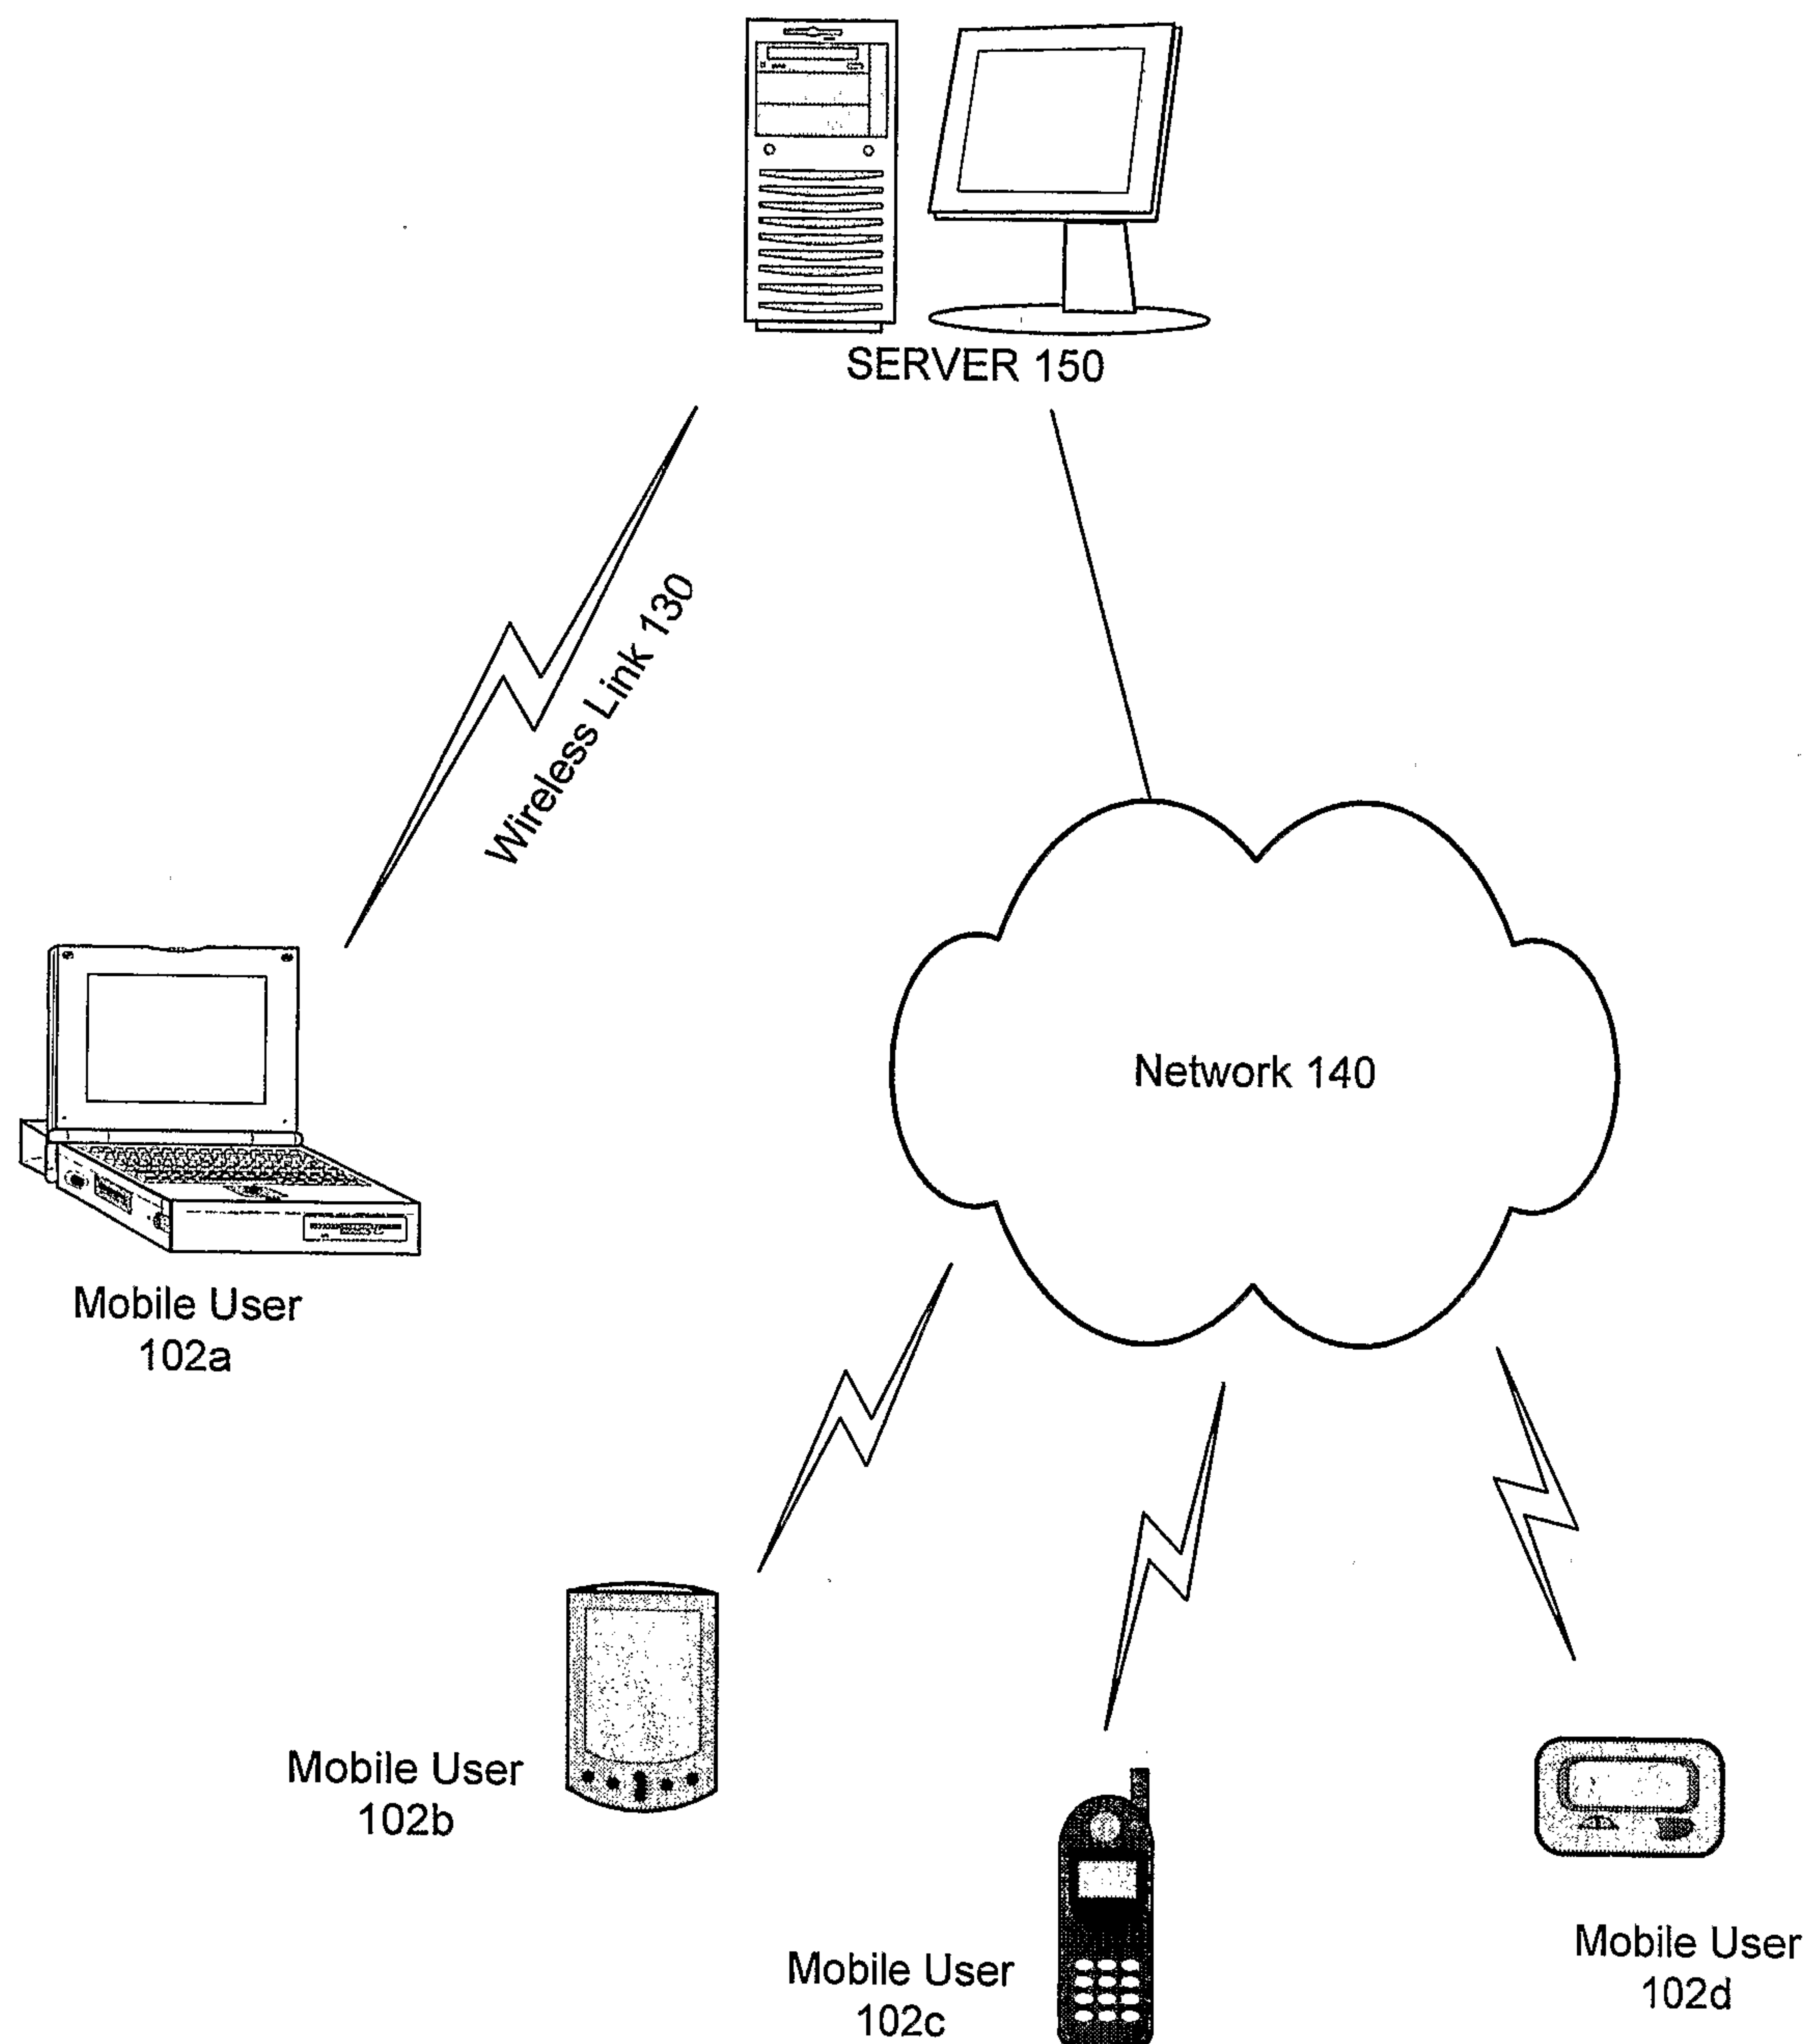 SERVER 150
Wireless Link 130
Network 140
Mobile User
102a
Mobile User
102b
Mobile User
102c
Mobile User
102d